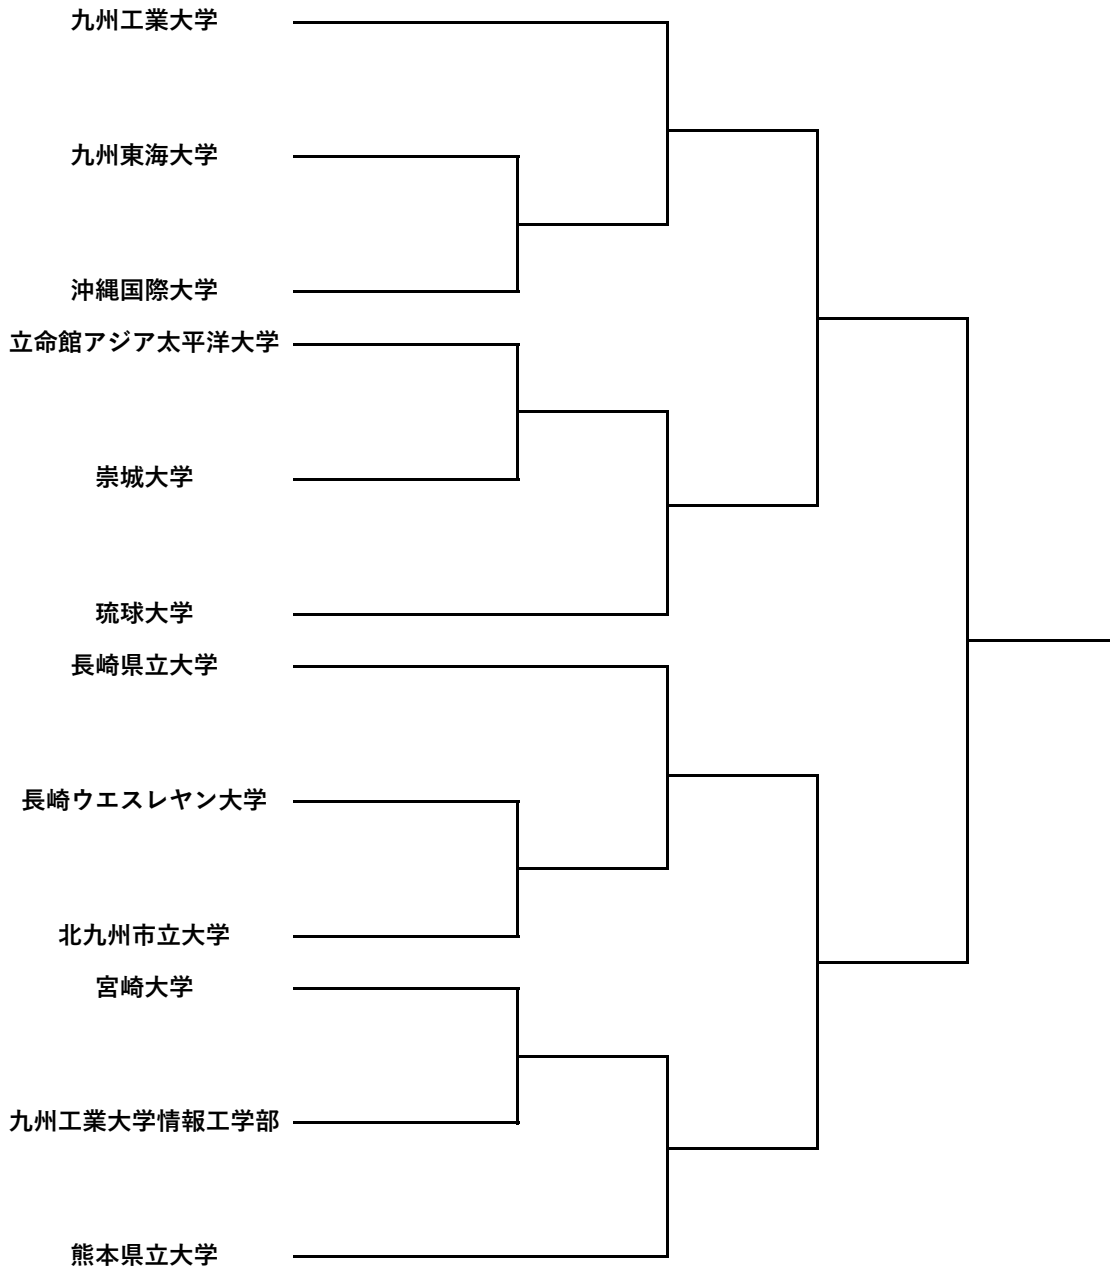 九州工業大学
九州東海大学
沖縄国際大学
立命館アジア太平洋大学
崇城大学
琉球大学
長崎県立大学
長崎ウエスレヤン大学
北九州市立大学
宮崎大学
九州工業大学情報工学部
熊本県立大学